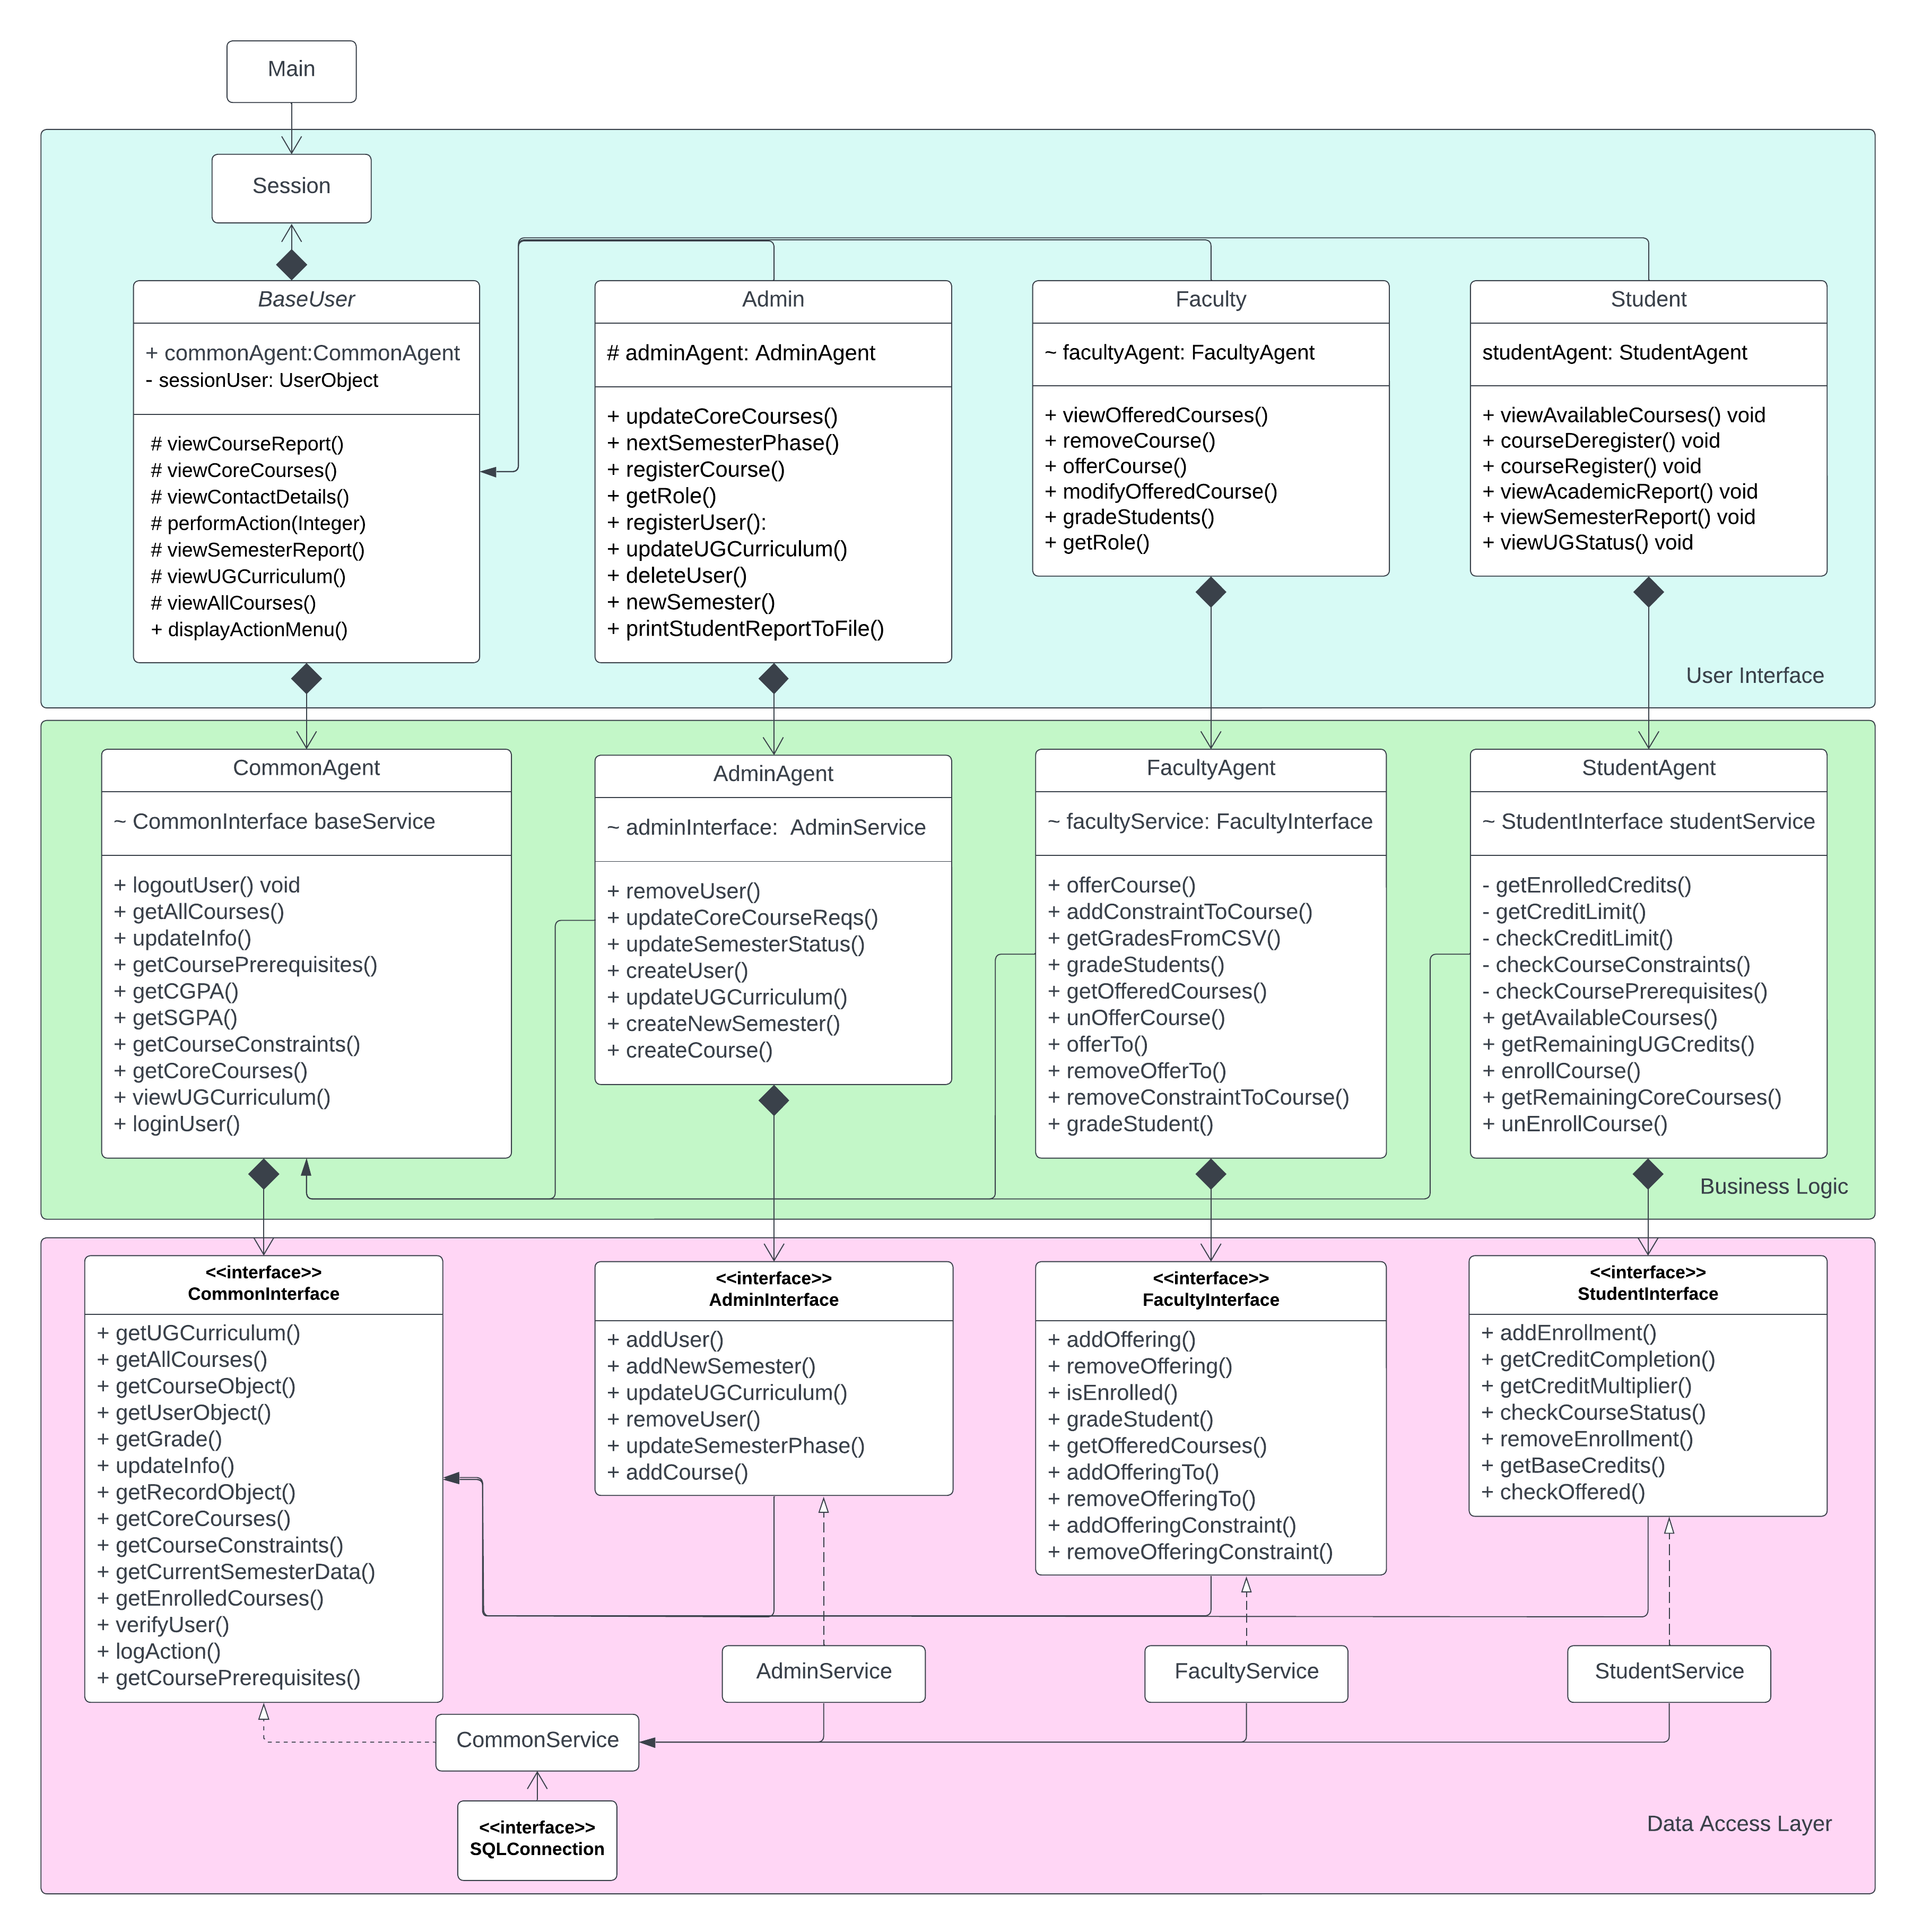 Main
Session
BaseUser
+ commonAgent:CommonAgent
- sessionUser: UserObject
# viewCourseReport()
# viewCoreCourses()
# viewContactDetails()
# performAction(Integer)
# viewSemesterReport()
# viewUGCurriculum()
# viewAllCourses()
+ displayActionMenu()
Admin
# adminAgent: AdminAgent
+ updateCoreCourses()
+ nextSemesterPhase()
+ registerCourse()
+ getRole()
+ registerUser():
+ updateUGCurriculum()
+ deleteUser()
+ newSemester()
+ printStudentReportToFile()
Faculty
~ facultyAgent: FacultyAgent
+ viewOfferedCourses()
+ removeCourse()
+ offerCourse()
+ modifyOfferedCourse()
+ gradeStudents()
+ getRole()
Student
studentAgent: StudentAgent
+ viewAvailableCourses() void
+ courseDeregister() void
+ courseRegister() void
+ viewAcademicReport() void
+ viewSemesterReport() void
+ viewUGStatus() void
User Interface
CommonAgent
~ CommonInterface baseService
+ logoutUser() void
+ getAllCourses()
+ updateInfo()
+ getCoursePrerequisites()
+ getCGPA()
+ getSGPA()
+ getCourseConstraints()
+ getCoreCourses()
+ viewUGCurriculum()
+ loginUser()
AdminAgent
~ adminInterface: AdminService
+ removeUser()
+ updateCoreCourseReqs()
+ updateSemesterStatus()
+ createUser()
+ updateUGCurriculum()
+ createNewSemester()
+ createCourse()
FacultyAgent
~ facultyService: FacultyInterface
+ offerCourse()
+ addConstraintToCourse()
+ getGradesFromCSV()
+ gradeStudents()
+ getOfferedCourses()
+ unOfferCourse()
+ offerTo()
+ removeOfferTo()
+ removeConstraintToCourse()
+ gradeStudent()
StudentAgent
~ StudentInterface studentService
- getEnrolledCredits()
- getCreditLimit()
- checkCreditLimit()
- checkCourseConstraints()
- checkCoursePrerequisites()
+ getAvailableCourses()
+ getRemainingUGCredits()
+ enrollCourse()
+ getRemainingCoreCourses()
+ unEnrollCourse()
Business Logic
<<interface>>
CommonInterface
+ getUGCurriculum()
+ getAllCourses()
+ getCourseObject()
+ getUserObject()
+ getGrade()
+ updateInfo()
+ getRecordObject()
+ getCoreCourses()
+ getCourseConstraints()
+ getCurrentSemesterData()
+ getEnrolledCourses()
+ verifyUser()
+ logAction()
+ getCoursePrerequisites()
<<interface>>
AdminInterface
+ addUser()
+ addNewSemester()
+ updateUGCurriculum()
+ removeUser()
+ updateSemesterPhase()
+ addCourse()
<<interface>>
FacultyInterface
+ addOffering()
+ removeOffering()
+ isEnrolled()
+ gradeStudent()
+ getOfferedCourses()
+ addOfferingTo()
+ removeOfferingTo()
+ addOfferingConstraint()
+ removeOfferingConstraint()
<<interface>>
StudentInterface
+ addEnrollment()
+ getCreditCompletion()
+ getCreditMultiplier()
+ checkCourseStatus()
+ removeEnrollment()
+ getBaseCredits()
+ checkOffered()
AdminService
FacultyService
StudentService
CommonService
<<interface>>
SQLConnection
Data Access Layer